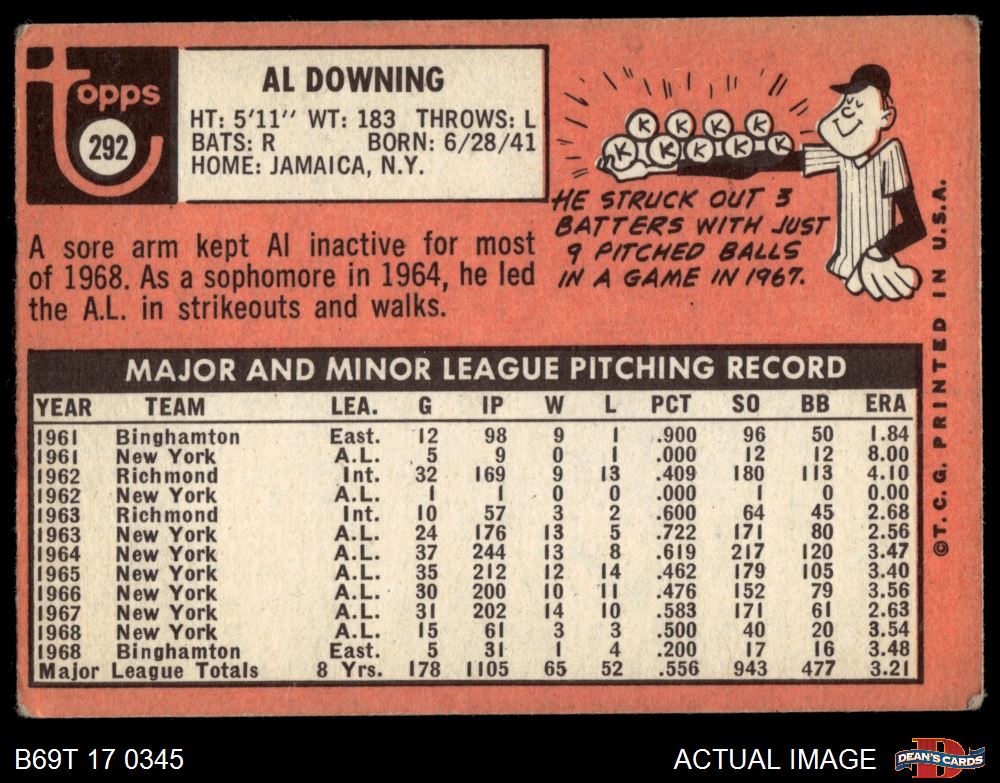 Topps
292
AL DOWNING
HT: 5'11'' WT: 183 THROWS: L
BATS: R BORN: 6/28/41
HOME: JAMAICA, N.Y.
K K K K
K K K K K
HE STRUCK OUT 3
BATTERS WITH JUST
9 PITCHED BALLS
IN A GAME IN 1967.
A sore arm kept Al inactive for most
of 1968. As a sophomore in 1964, he led
the A.L. in strikeouts and walks.
MAJOR AND MINOR LEAGUE PITCHING RECORD
YEAR TEAM LEA. G IP W L PCT SO BB ERA
1961 Binghamton East. 12 98 9 1 .900 96 50 1.84
1961 New York A.L. 5 9 0 1 .000 12 12 8.00
1962 Richmond Int. 32 169 9 13 .409 180 113 4.10
1962 New York A.L. 1 1 0 0 .000 1 0 0.00
1963 Richmond Int. 10 57 3 2 .600 64 45 2.68
1963 New York A.L. 24 176 13 5 .722 171 80 2.56
1964 New York A.L. 37 244 13 8 .619 217 120 3.47
1965 New York A.L. 35 212 12 14 .462 179 105 3.40
1966 New York A.L. 30 200 10 11 .476 152 79 3.56
1967 New York A.L. 31 202 14 10 .583 171 61 2.63
1968 New York A.L. 15 61 3 3 .500 40 20 3.54
1968 Binghamton East. 5 31 1 4 .200 17 16 3.48
Major League Totals 8 Yrs. 178 1105 65 52 .556 943 477 3.21
©T.C.G. PRINTED IN U.S.A.
B69T 17 0345
ACTUAL IMAGE
D
DEAN'S CARDS